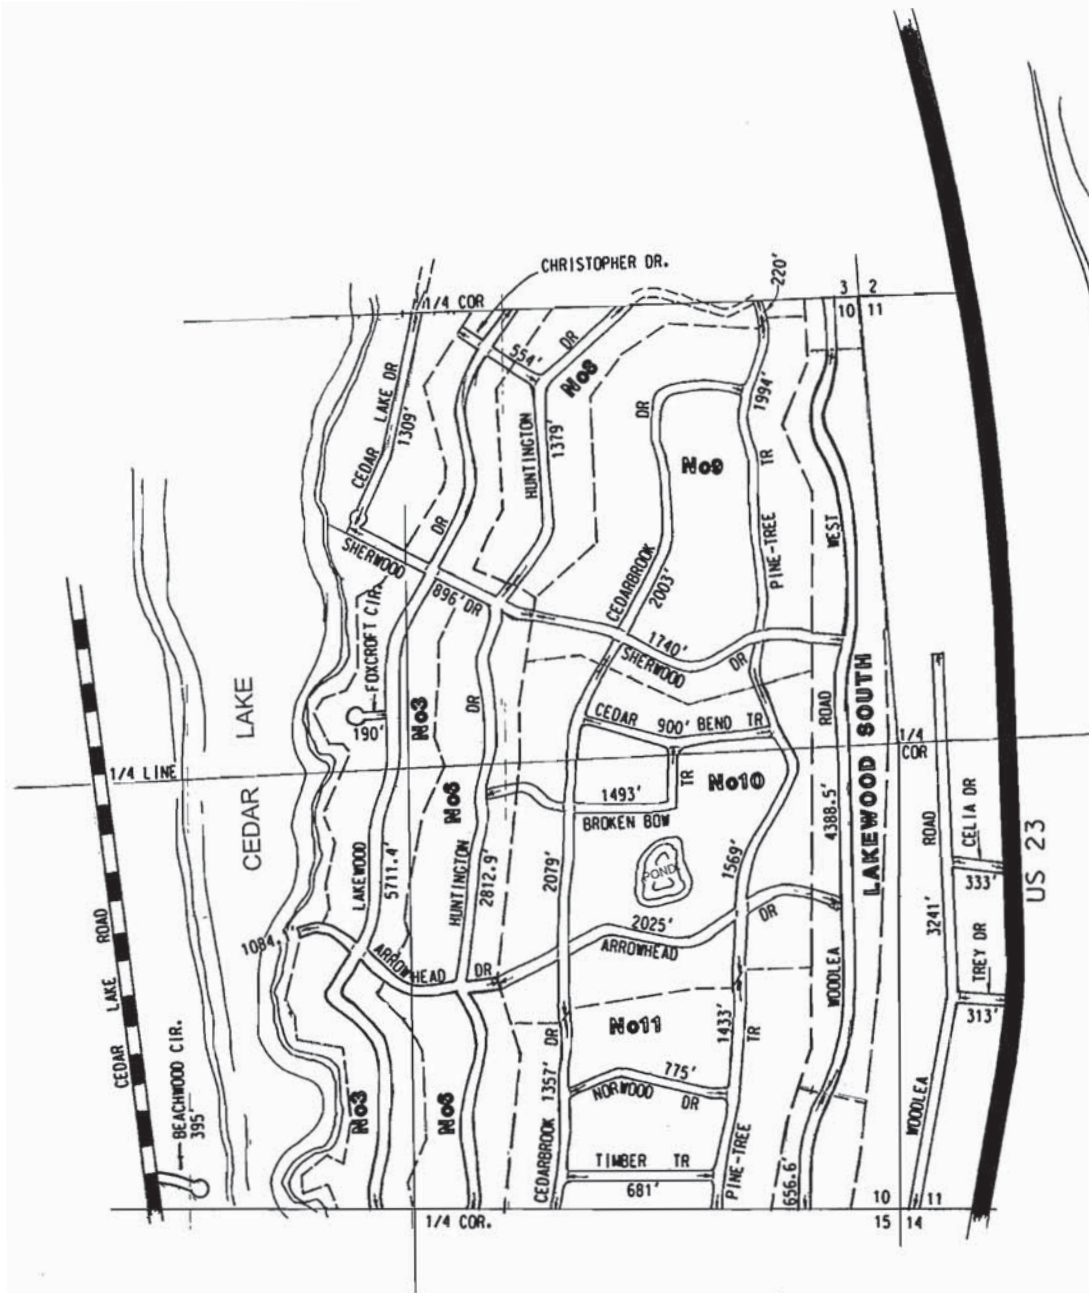 CHRISTOPHER DR.
220'
1/4 COR
3 2
10 11
554'
DR
No8
LAKE DR
1309'
CEDAR
HUNTINGTON
1379'
DR
1994'
No9
TR
DR
WEST
SHERWOOD
896' DR
CEDARBROOK
2003'
PINE-TREE
FOXCROFT CIR.
1740'
SHERWOOD
DR
190'
No3
DR
CEDAR 900' BEND TR
ROAD
LAKEWOOD SOUTH
1/4
COR
CEDAR LAKE
1/4 LINE
TR
No10
1493'
BROKEN BOW
No6
4388.5'
ROAD
CELIA DR
333'
US 23
LAKEWOOD
5711.4'
HUNTINGTON
2812.9'
2079'
POND
1569'
2025'
ARROWHEAD
DR
1084'
ARROWHEAD DR
3241'
TREY DR
313'
WOODLEA
CEDAR LAKE ROAD
No11
DR
1433'
TR
BEACHWOOD CIR.
395'
No3
No6
1357'
775'
NORWOOD DR
WOODLEA
CEDARBROOK
TIMBER TR
681'
PINE-TREE
656.6'
1/4 COR.
10 11
15 14